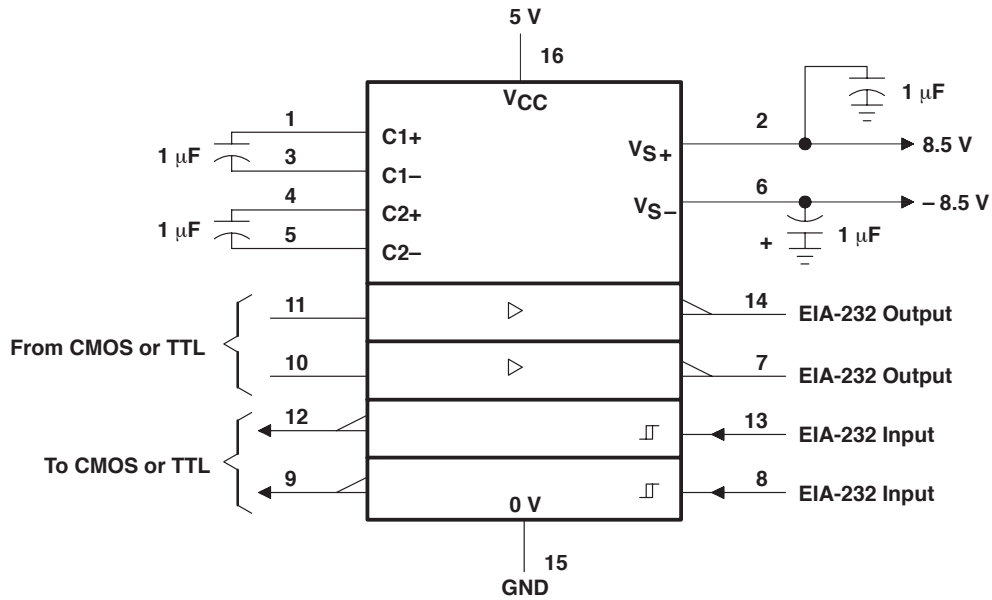 5 V
16
VCC
1
C1+
1 µF
3
C1−
4
C2+
1 µF
5
C2−
2
VS+
1 µF
8.5 V
6
VS−
– 8.5 V
+
1 µF
11
14
EIA-232 Output
From CMOS or TTL
10
7
EIA-232 Output
12
13
EIA-232 Input
To CMOS or TTL
9
8
EIA-232 Input
0 V
15
GND